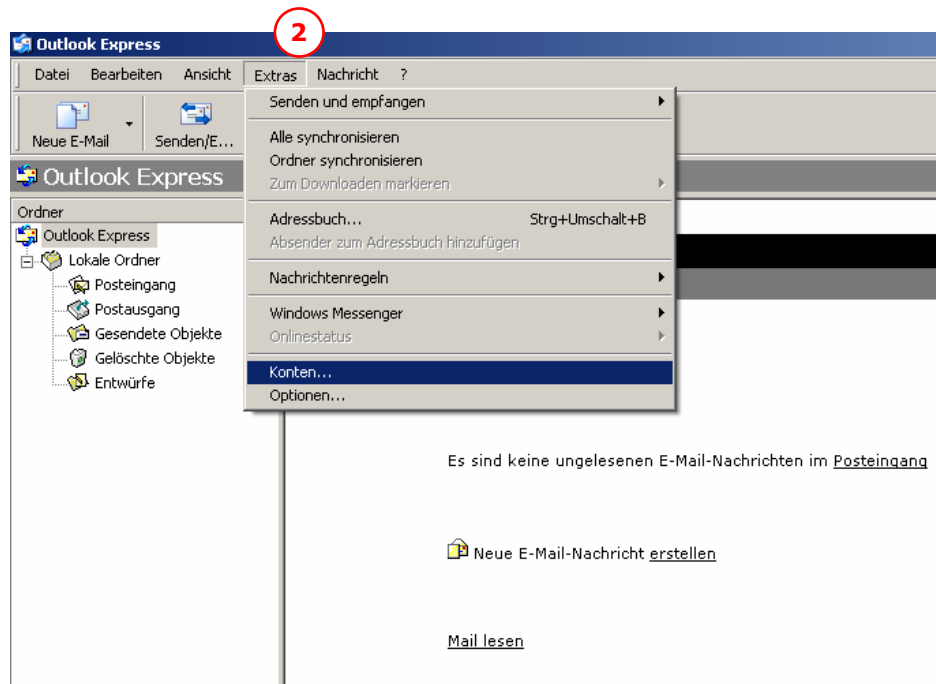 2
Outlook Express
Datei Bearbeiten Ansicht Extras Nachricht ?
Neue E-Mail Senden/E...
Outlook Express
Senden und empfangen
Alle synchronisieren
Ordner synchronisieren
Zum Downloaden markieren
Adressbuch... Strg+Umschalt+B
Absender zum Adressbuch hinzufügen
Nachrichtenregeln
Windows Messenger
Onlinestatus
Konten...
Optionen...
Ordner
Outlook Express
Lokale Ordner
Posteingang
Postausgang
Gesendete Objekte
Gelöschte Objekte
Entwürfe
Es sind keine ungelesenen E-Mail-Nachrichten im Posteingang
Neue E-Mail-Nachricht erstellen
Mail lesen